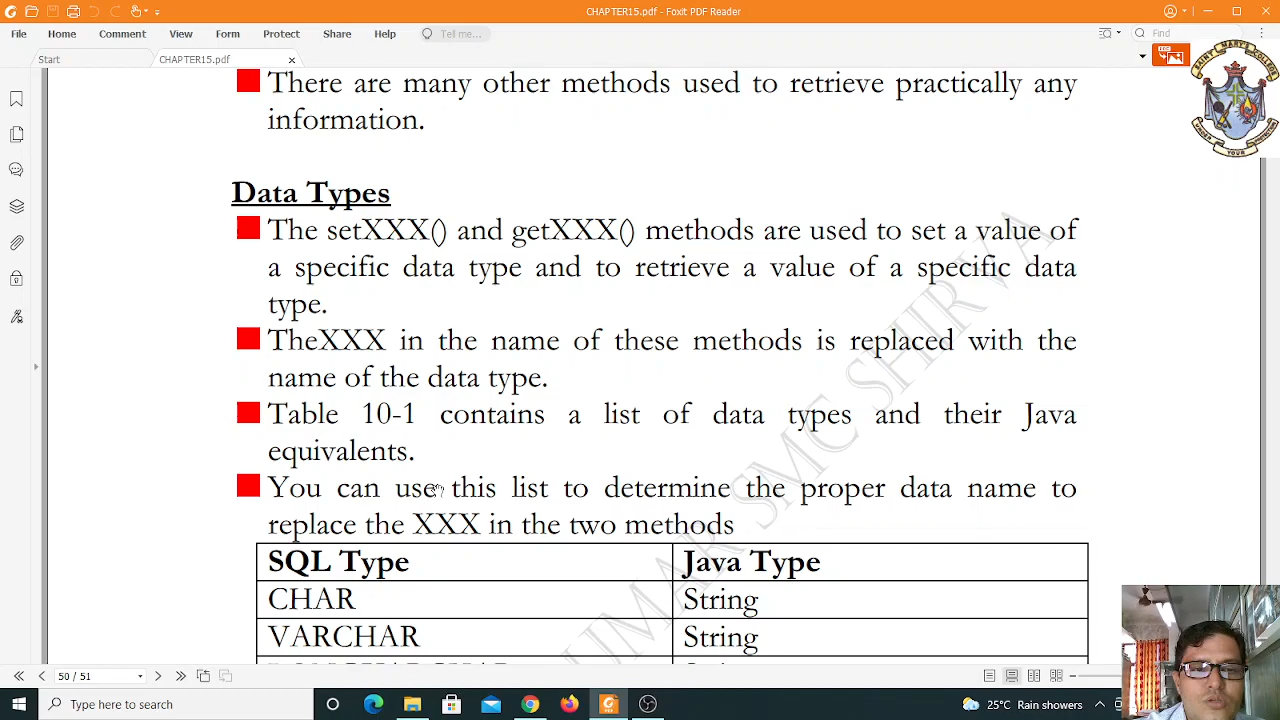 CHAPTER15.pdf - Foxit PDF Reader
File Home Comment View Form Protect Share Help Tell me... Find
Start CHAPTER15.pdf
There are many other methods used to retrieve practically any
information.
Data Types
The setXXX() and getXXX() methods are used to set a value of
a specific data type and to retrieve a value of a specific data
type.
TheXXX in the name of these methods is replaced with the
name of the data type.
Table 10-1 contains a list of data types and their Java
equivalents.
You can use this list to determine the proper data name to
replace the XXX in the two methods
SQL Type Java Type
CHAR String
VARCHAR String
UMAR SMC SHIRVA
SAINT MARY'S COLLEGE
50 / 51
Type here to search
25°C Rain showers